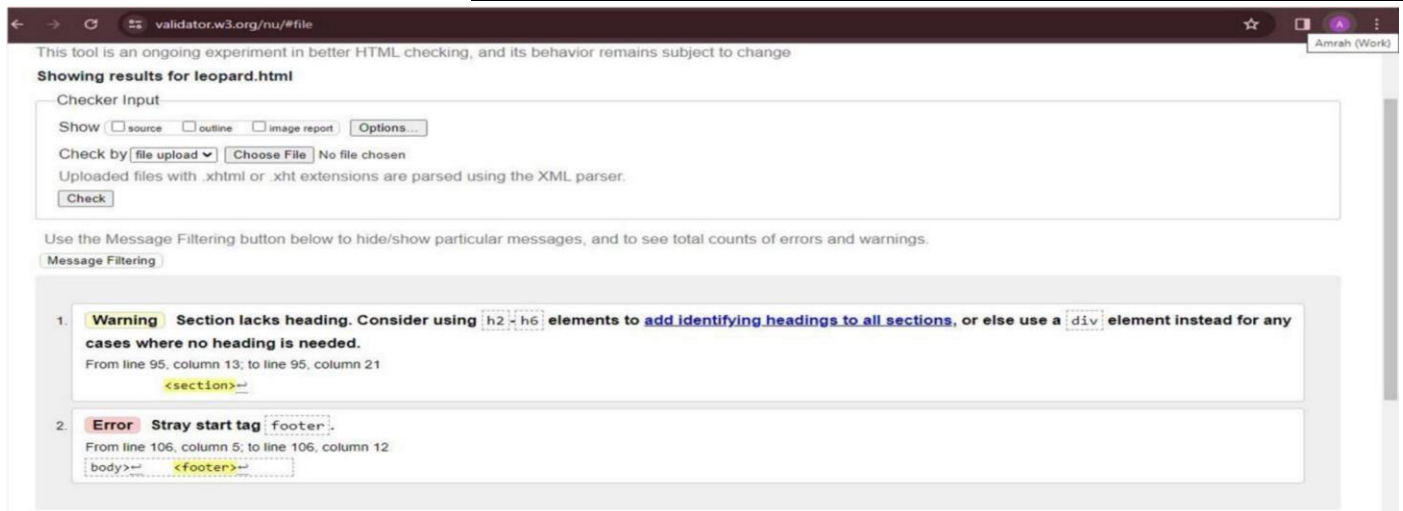 validator.w3.org/nu/#file
A
Amrah (Work)
This tool is an ongoing experiment in better HTML checking, and its behavior remains subject to change
Showing results for leopard.html
Checker Input
Show source outline image report Options...
Check by file upload Choose File No file chosen
Uploaded files with .xhtml or .xht extensions are parsed using the XML parser.
Check
Use the Message Filtering button below to hide/show particular messages, and to see total counts of errors and warnings.
Message Filtering
1. Warning Section lacks heading. Consider using h2-h6 elements to add identifying headings to all sections, or else use a div element instead for any
cases where no heading is needed.
From line 95, column 13; to line 95, column 21
<section>↩
2. Error Stray start tag footer.
From line 106, column 5; to line 106, column 12
body>↩ <footer>↩